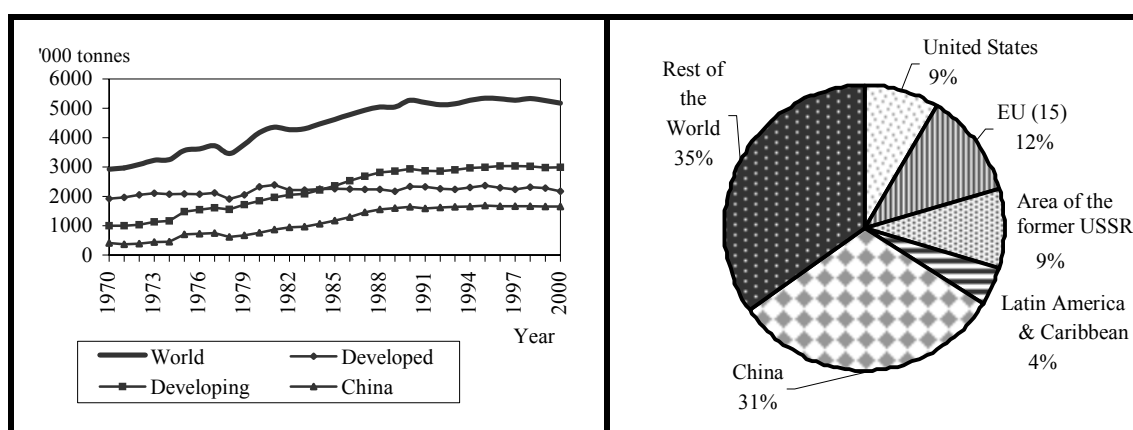 '000 tonnes
6000
5000
4000
3000
2000
1000
0
1970
1973
1976
1979
1982
1985
1988
1991
1994
1997
2000
Year
World
Developed
Developing
China
United States
9%
EU (15)
12%
Area of the
former USSR
9%
Latin America
& Caribbean
4%
China
31%
Rest of
the
World
35%